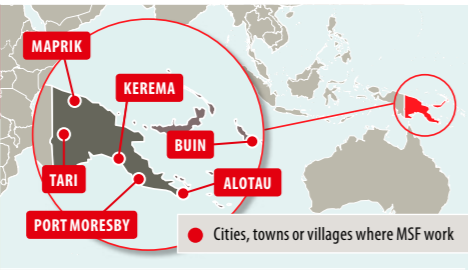 MAPRIK
KEREMA
BUIN
TARI
ALOTAU
PORT MORESBY
Cities, towns or villages where MSF work